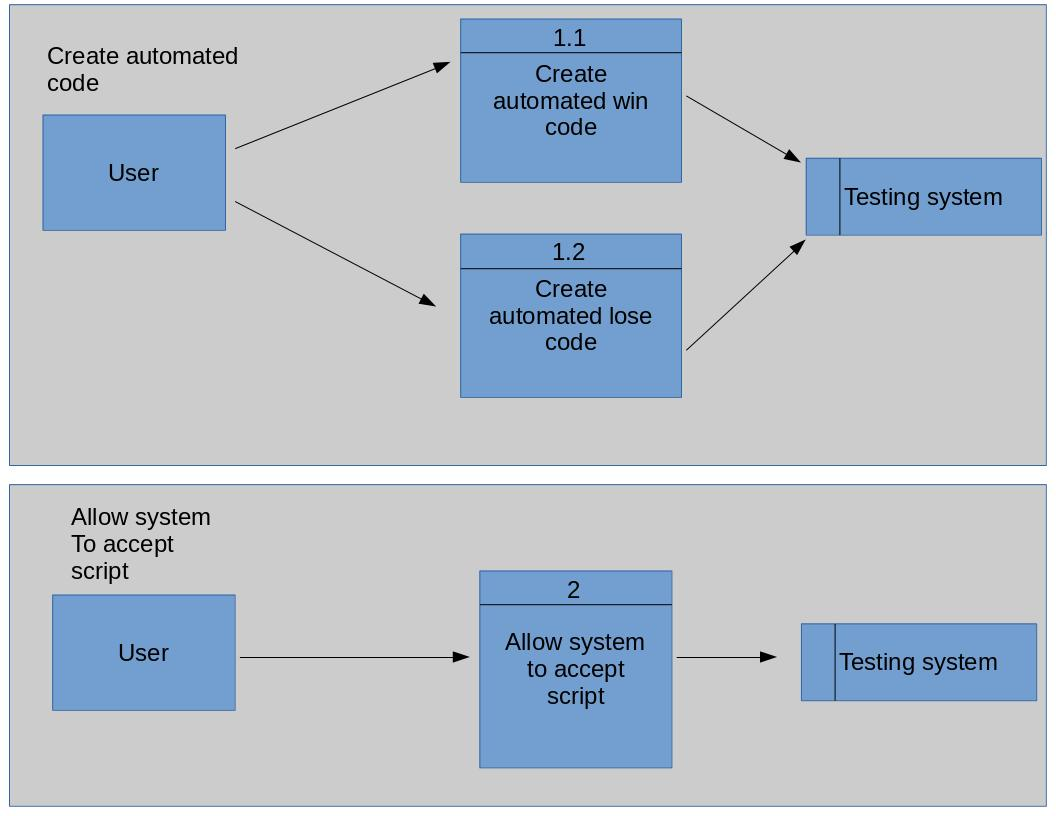 Create automated
code
User
1.1
Create
automated win
code
1.2
Create
automated lose
code
Testing system
Allow system
To accept
script
User
2
Allow system
to accept
script
Testing system